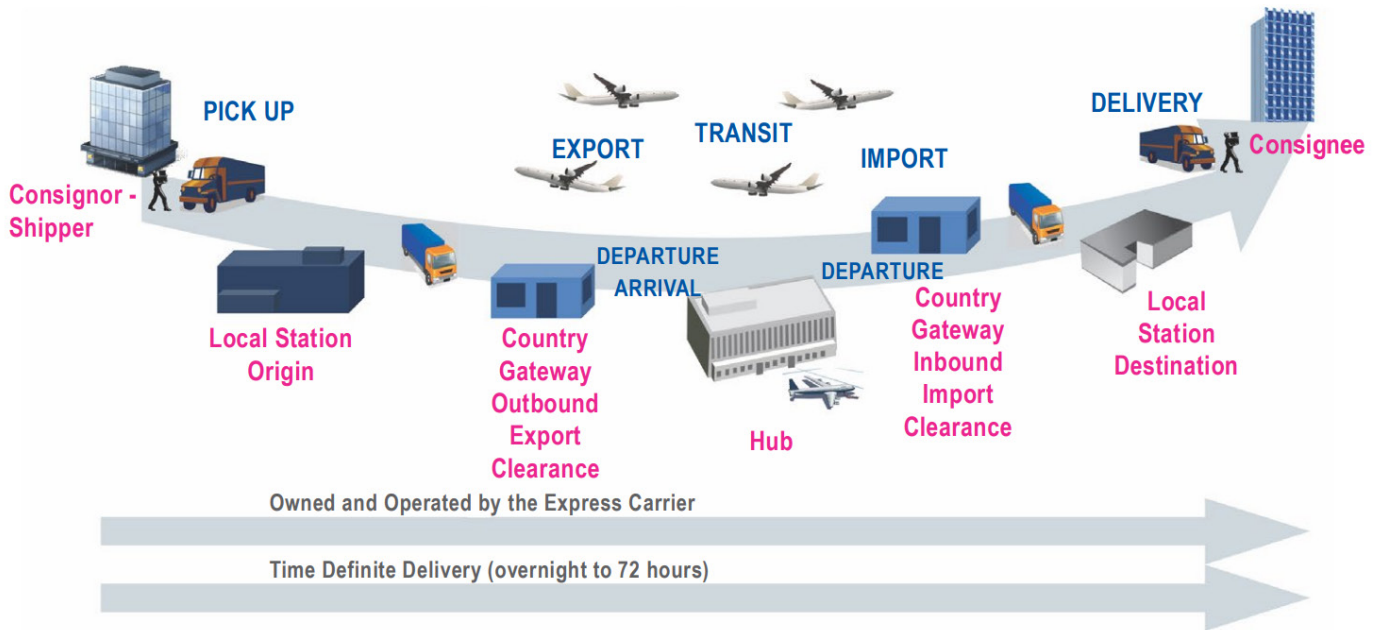 PICK UP
EXPORT
TRANSIT
IMPORT
DELIVERY
Consignor -
Shipper
Consignee
DEPARTURE
ARRIVAL
DEPARTURE
Local Station
Origin
Country
Gateway
Outbound
Export
Clearance
Hub
Country
Gateway
Inbound
Import
Clearance
Local
Station
Destination
Owned and Operated by the Express Carrier
Time Definite Delivery (overnight to 72 hours)